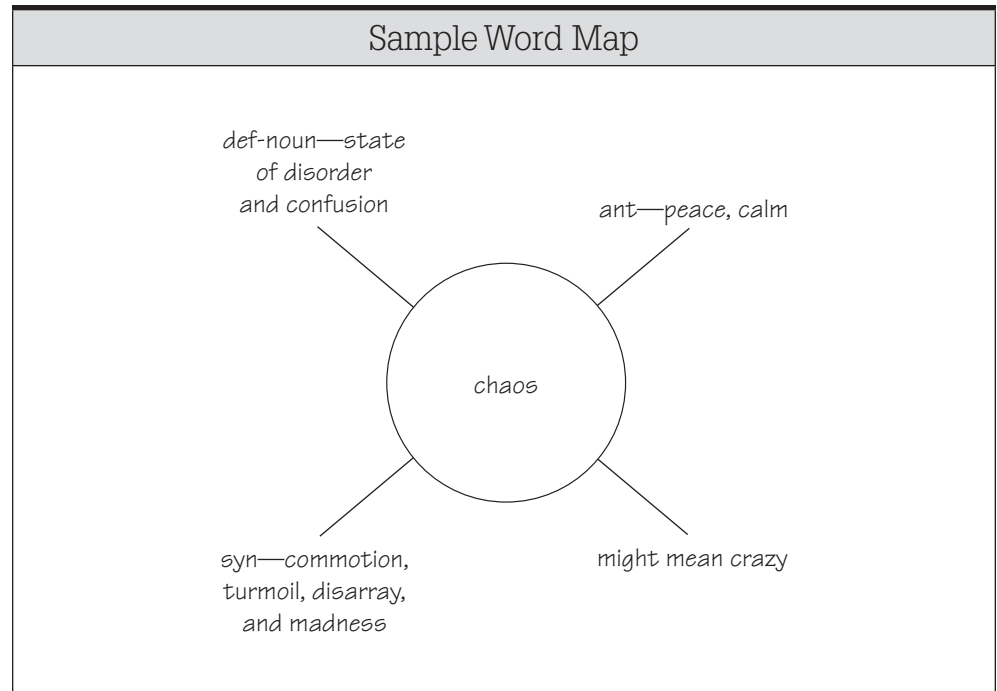 Sample Word Map
def-noun—state
of disorder
and confusion
ant—peace, calm
chaos
syn—commotion,
turmoil, disarray,
and madness
might mean crazy